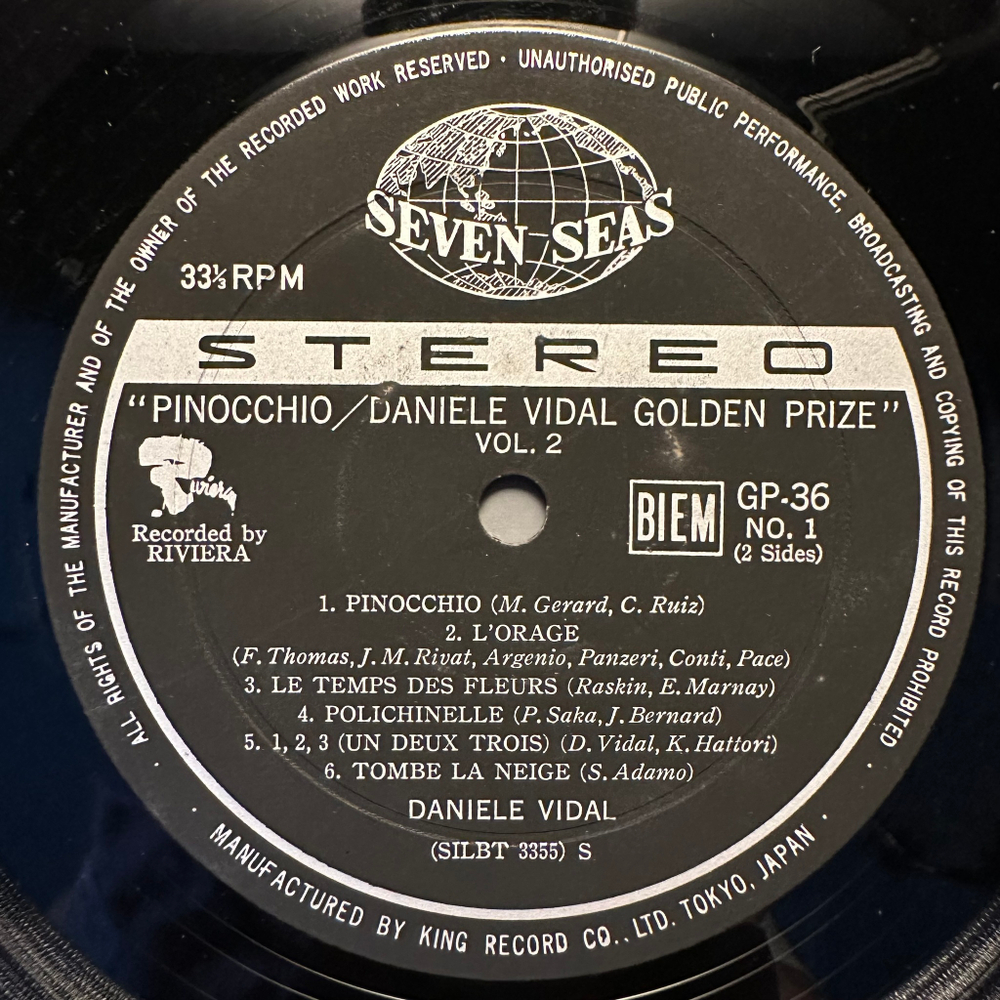 ALL RIGHTS OF THE MANUFACTURER AND OF THE OWNER OF THE RECORDED WORK RESERVED · UNAUTHORISED PUBLIC PERFORMANCE, BROADCASTING AND COPYING OF THIS RECORD PROHIBITED
SEVEN SEAS
33⅓ RPM
STEREO
“PINOCCHIO/DANIELE VIDAL GOLDEN PRIZE”
VOL. 2
Riviera
Recorded by
RIVIERA
BIEM
GP-36
NO. 1
(2 Sides)
1. PINOCCHIO (M. Gerard, C. Ruiz)
2. L'ORAGE
(F. Thomas, J. M. Rivat, Argenio, Panzeri, Conti, Pace)
3. LE TEMPS DES FLEURS (Raskin, E. Marnay)
4. POLICHINELLE (P. Saka, J. Bernard)
5. 1, 2, 3 (UN DEUX TROIS) (D. Vidal, K. Hattori)
6. TOMBE LA NEIGE (S. Adamo)
DANIELE VIDAL
(SILBT 3355) S
· MANUFACTURED BY KING RECORD CO., LTD. TOKYO, JAPAN ·